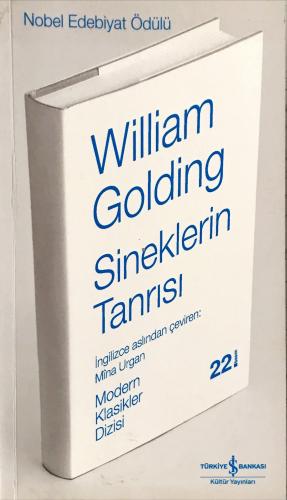 Nobel Edebiyat Ödülü
William
Golding
Sineklerin
Tanrısı
İngilizce aslından çeviren:
Mîna Urgan
Modern
Klasikler
Dizisi
22.
TÜRKİYE İŞ BANKASI
Kültür Yayınları